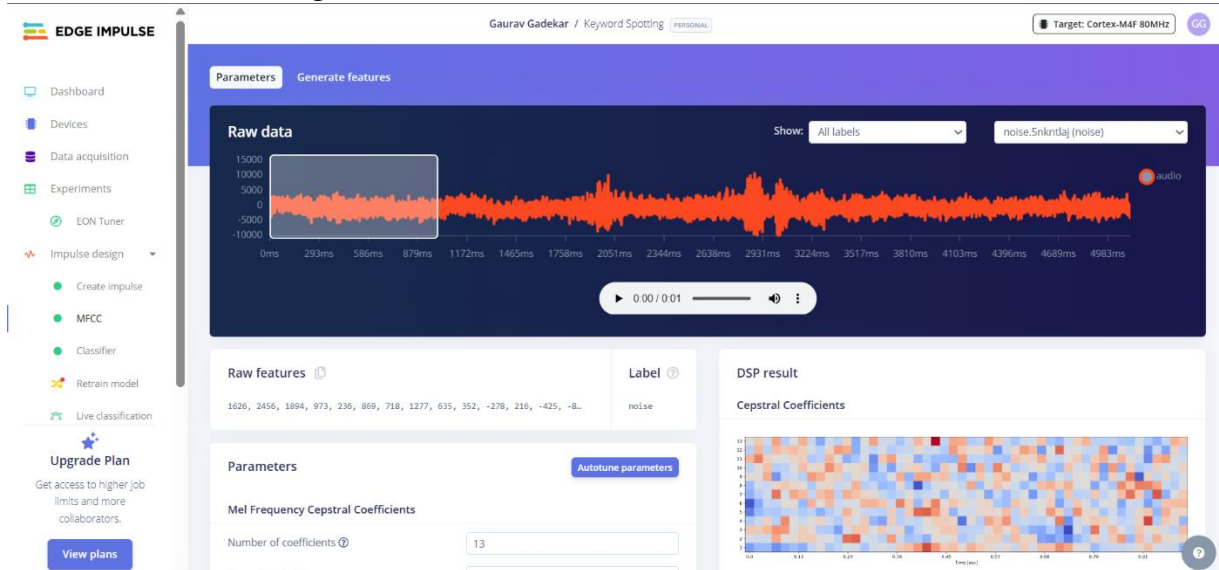 EDGE IMPULSE
Gaurav Gadekar / Keyword Spotting PERSONAL
Target: Cortex-M4F 80MHz
GG
Dashboard
Devices
Data acquisition
Experiments
EON Tuner
Impulse design
Create impulse
MFCC
Classifier
Retrain model
Live classification
Upgrade Plan
Get access to higher job
limits and more
collaborators.
View plans
Parameters Generate features
Raw data
Show: All labels
noise.5nkntlaj (noise)
audio
15000
10000
5000
0
-5000
-10000
0ms 293ms 586ms 879ms 1172ms 1465ms 1758ms 2051ms 2344ms 2638ms 2931ms 3224ms 3517ms 3810ms 4103ms 4396ms 4689ms 4983ms
0:00 / 0:01
Raw features
Label
1626, 2456, 1894, 973, 236, 869, 718, 1277, 635, 352, -278, 216, -425, -8…
noise
Parameters
Autotune parameters
Mel Frequency Cepstral Coefficients
Number of coefficients
13
DSP result
Cepstral Coefficients
Time [sec]